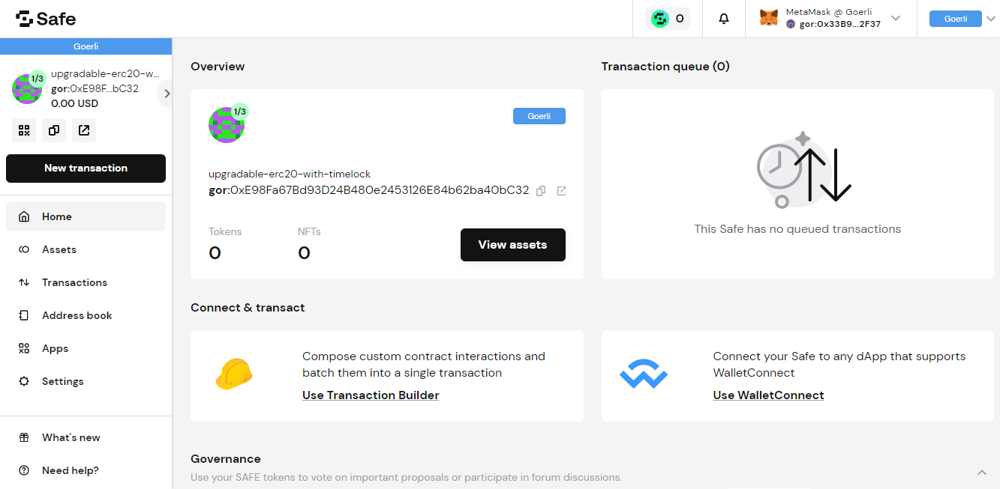 Safe
0
MetaMask @ Goerli
gor:0x33B9...2F37
Goerli
Goerli
1/3
upgradable-erc20-w...
gor:0xE98F...bC32
0.00 USD
New transaction
Home
Assets
Transactions
Address book
Apps
Settings
What's new
Need help?
Overview
1/3
Goerli
upgradable-erc20-with-timelock
gor:0xE98Fa67Bd93D24B480e2453126E84b62ba40bC32
Tokens
0
NFTs
0
View assets
Transaction queue (0)
This Safe has no queued transactions
Connect & transact
Compose custom contract interactions and
batch them into a single transaction
Use Transaction Builder
Connect your Safe to any dApp that supports
WalletConnect
Use WalletConnect
Governance
Use your SAFE tokens to vote on important proposals or participate in forum discussions.